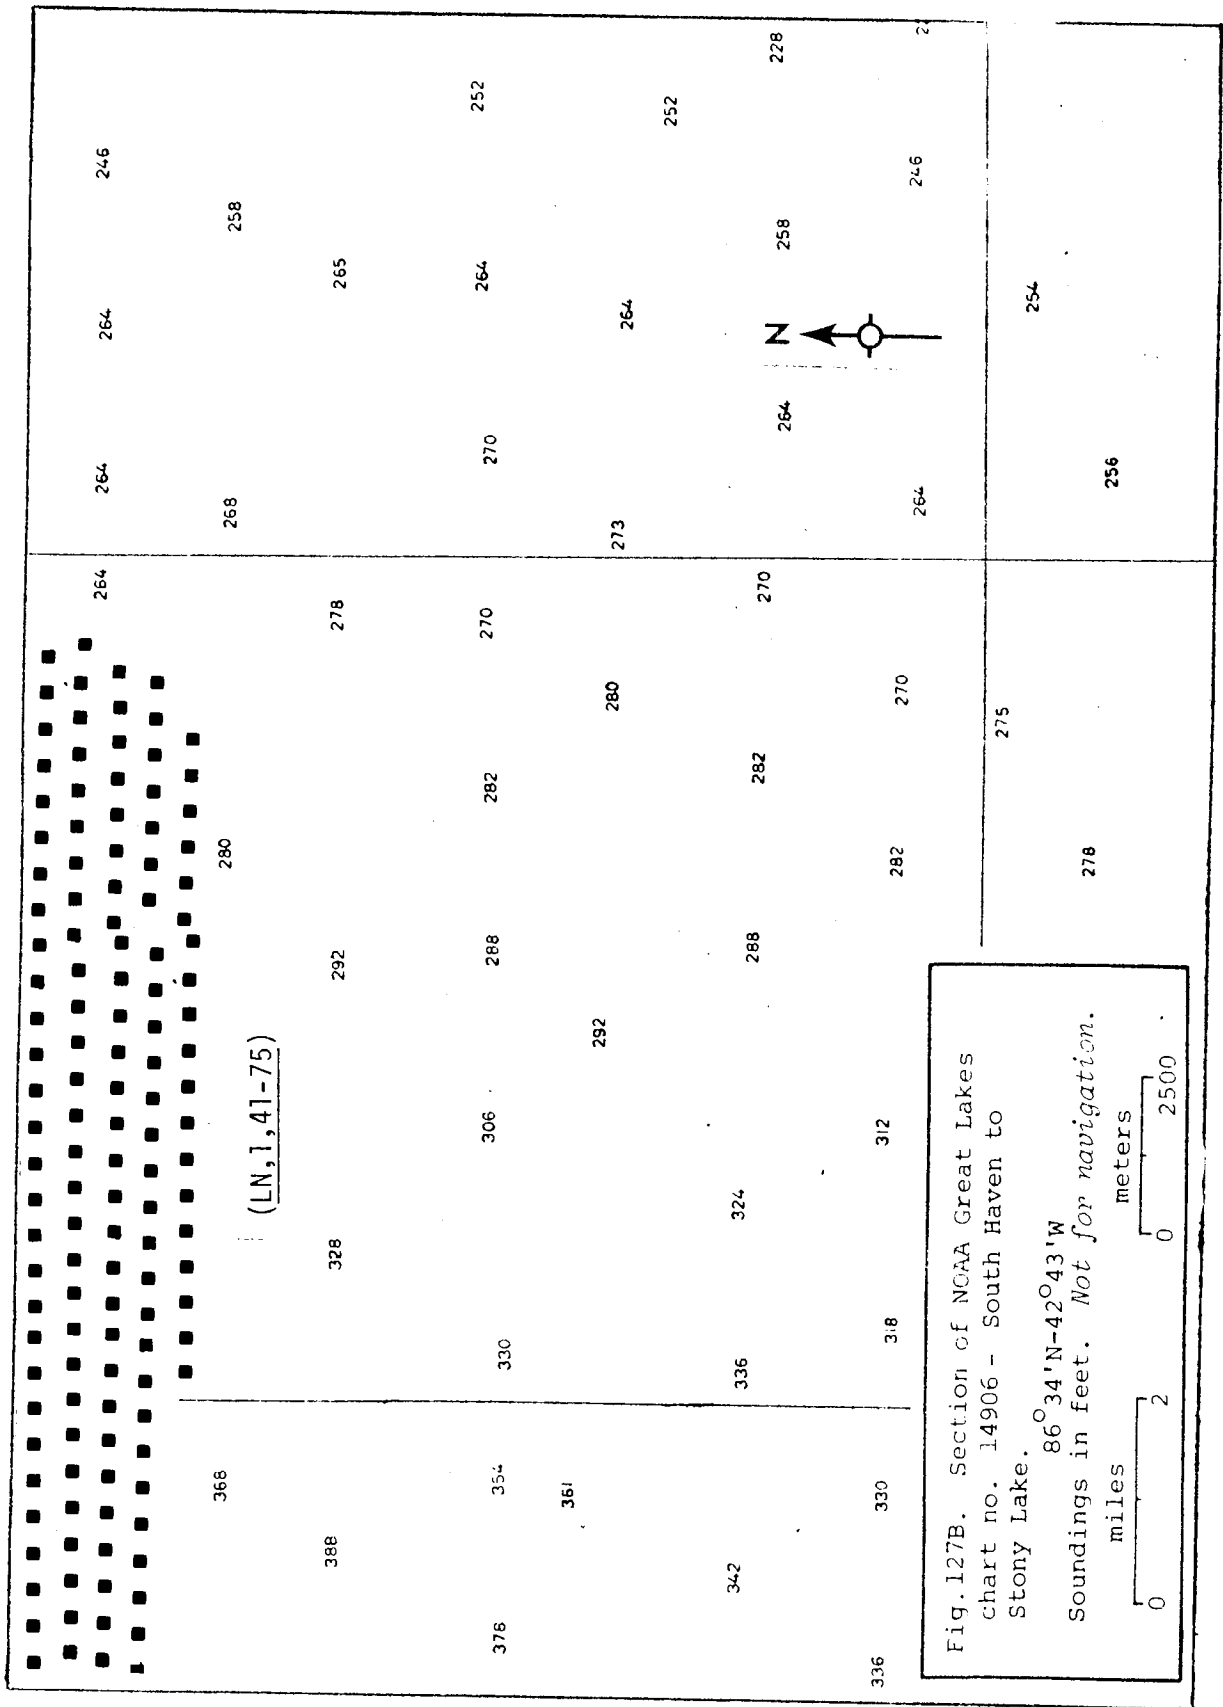 264 264 264 246
368 280 268 258
(LN,1,41-75)
388 328 292 278 265
378 354 330 306 288 282 270 270 264 252
361
292 280 273 264
252
342 336 324 288 282 270 264 N 258 228
336 330 318 312 282 270 264 246
275 254
278 256
Fig.127B. Section of NOAA Great Lakes
chart no. 14906 - South Haven to
Stony Lake.
86°34'N-42°43'W
Soundings in feet. Not for navigation.
miles meters
0 2 0 2500